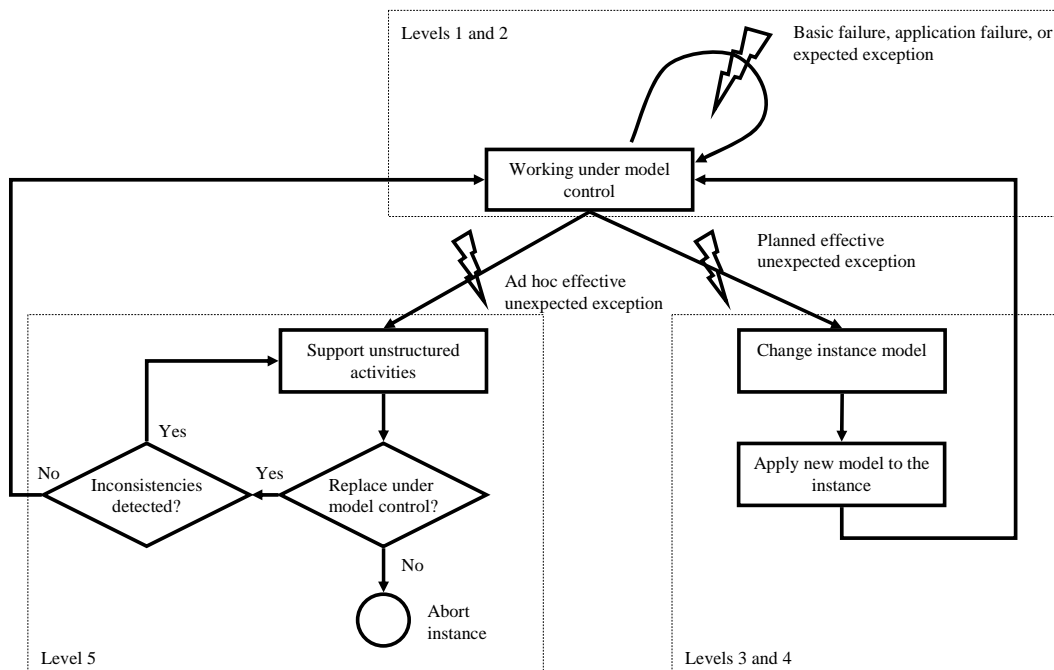 Levels 1 and 2
Basic failure, application failure, or
expected exception
Working under model
control
Planned effective
unexpected exception
Ad hoc effective
unexpected exception
Support unstructured
activities
Change instance model
Yes
No
Yes
Inconsistencies
detected?
Replace under
model control?
Apply new model to the
instance
No
Abort
instance
Level 5
Levels 3 and 4